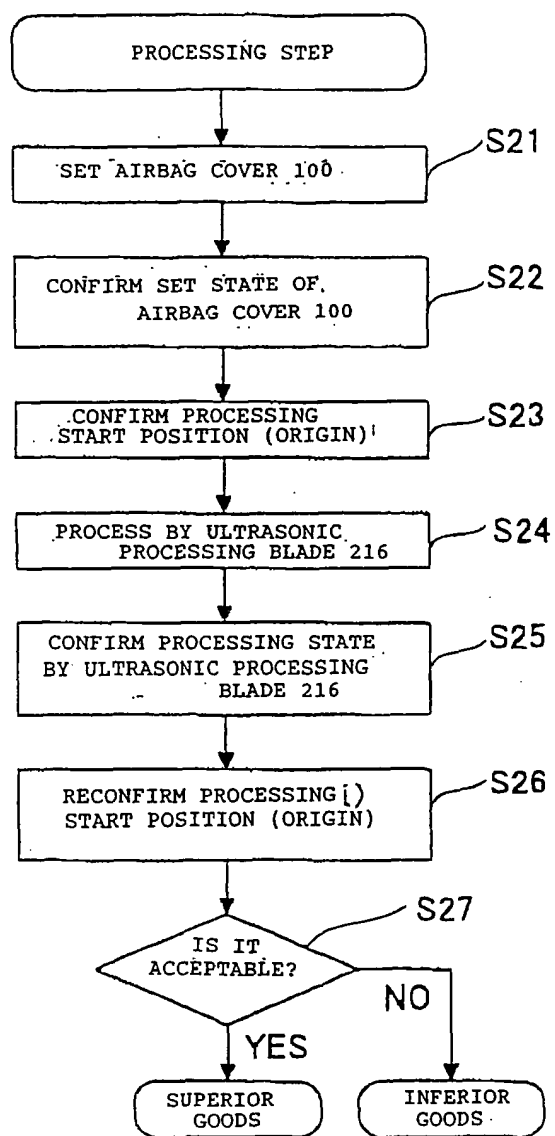 PROCESSING STEP
S21
SET AIRBAG COVER 100
S22
CONFIRM SET STATE OF
AIRBAG COVER 100
S23
CONFIRM PROCESSING
START POSITION (ORIGIN)
S24
PROCESS BY ULTRASONIC
PROCESSING BLADE 216
S25
CONFIRM PROCESSING STATE
BY ULTRASONIC PROCESSING
BLADE 216
S26
RECONFIRM PROCESSING
START POSITION (ORIGIN)
S27
IS IT
ACCEPTABLE?
NO
YES
SUPERIOR
GOODS
INFERIOR
GOODS